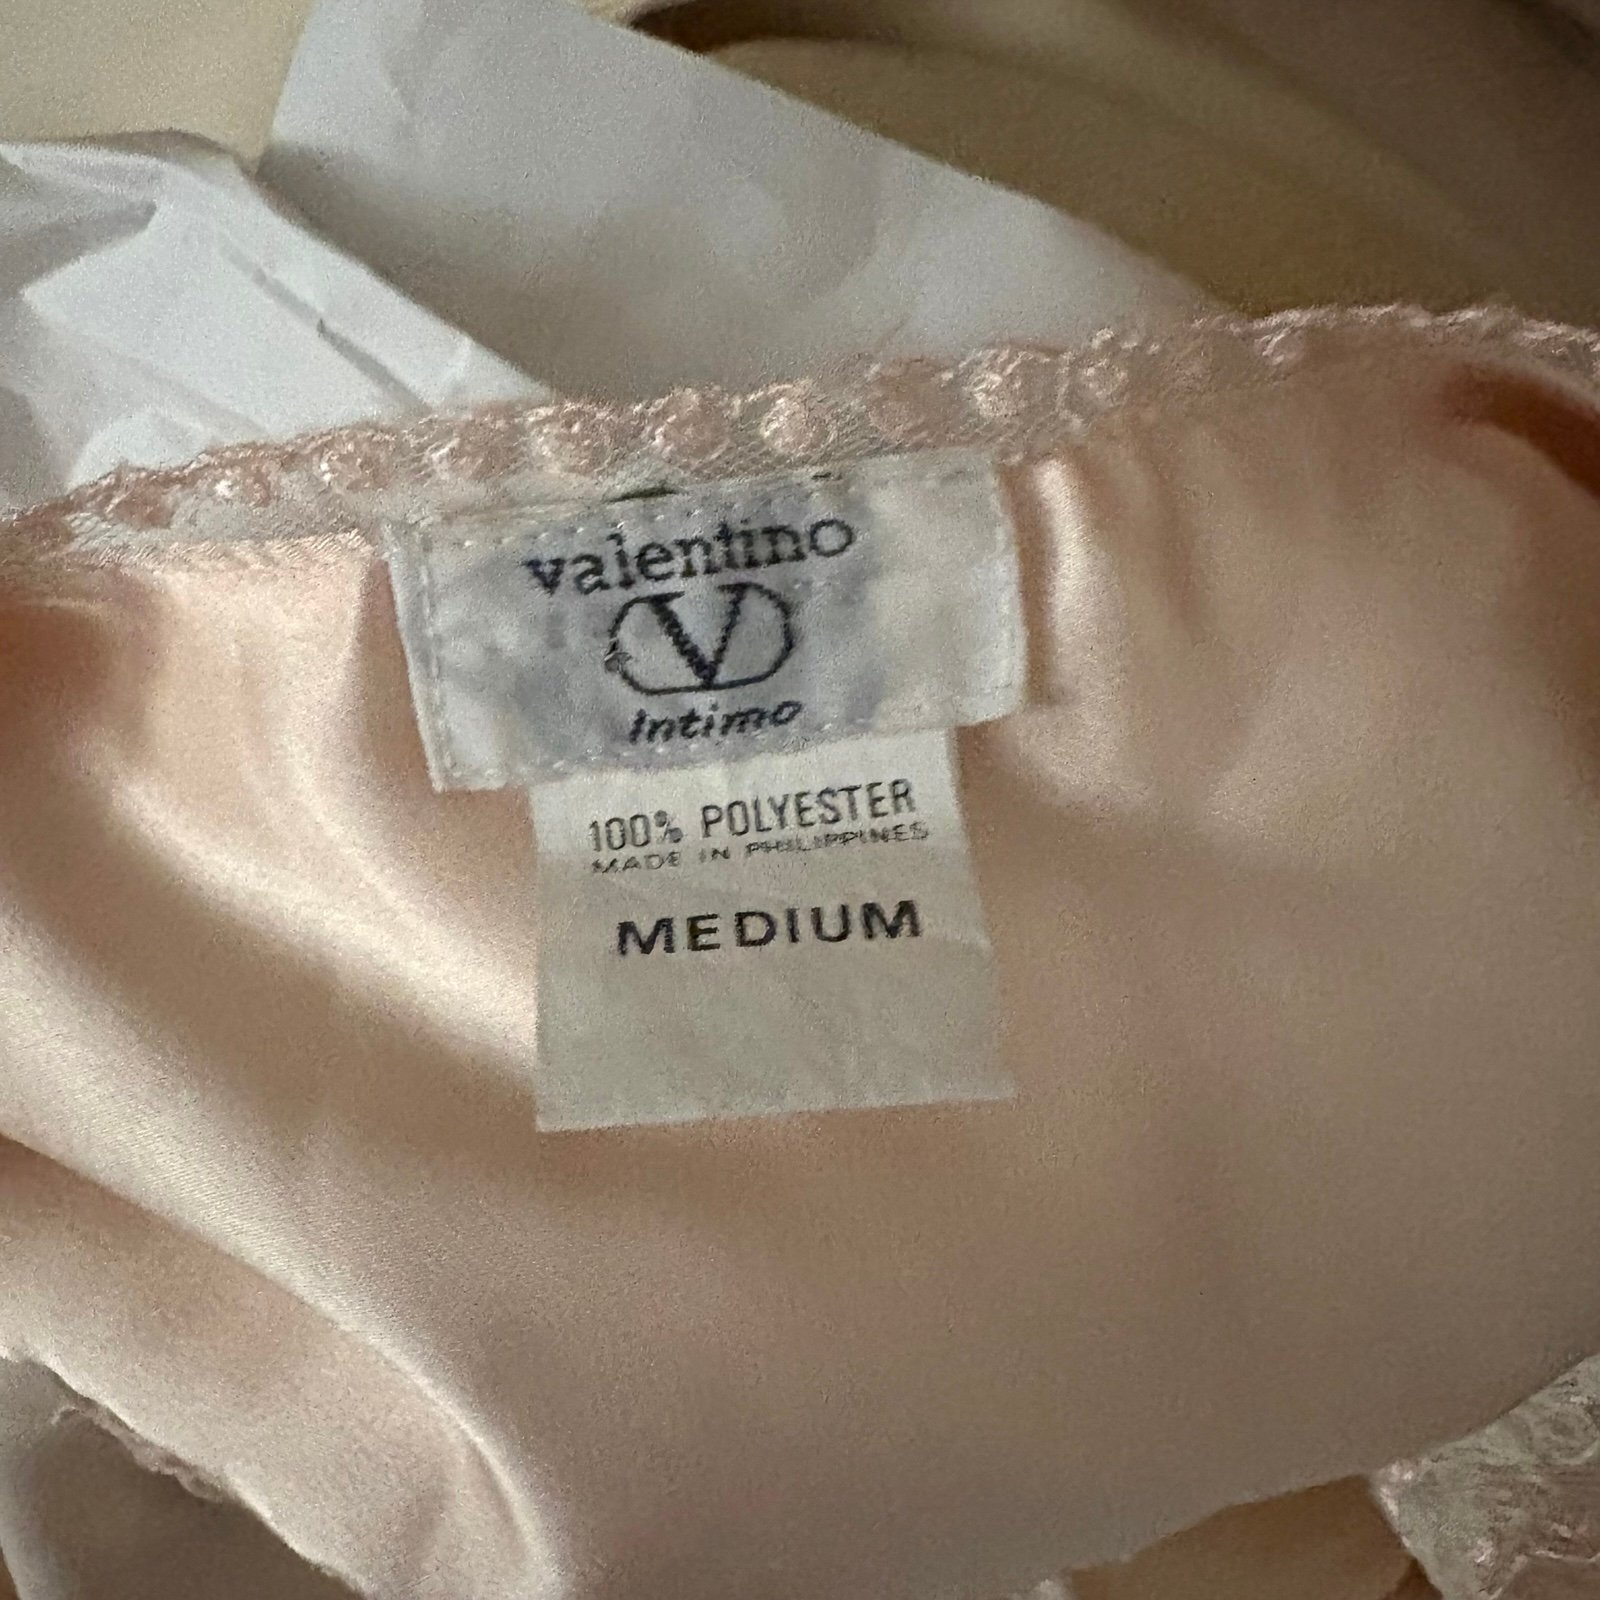 valentino
V
Intimo
100% POLYESTER
MADE IN PHILIPPINES
MEDIUM